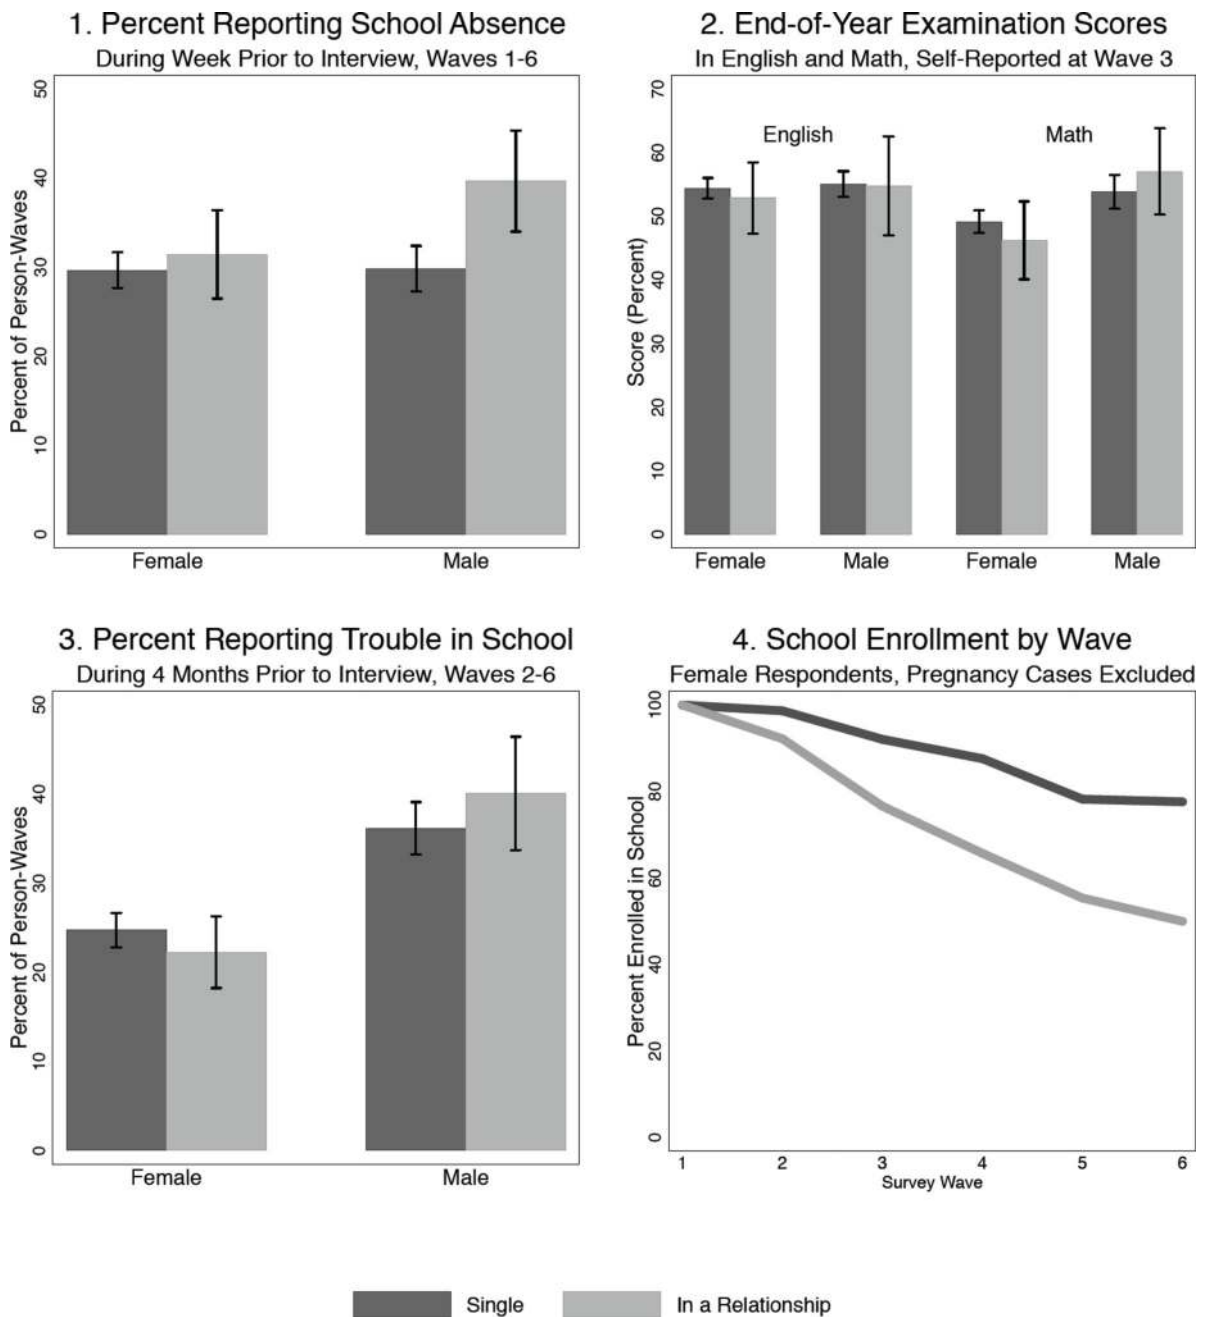 1. Percent Reporting School Absence
During Week Prior to Interview, Waves 1-6
Percent of Person-Waves
50
40
30
20
10
0
Female
Male
2. End-of-Year Examination Scores
In English and Math, Self-Reported at Wave 3
Score (Percent)
70
60
50
40
30
20
10
0
English
Math
Female
Male
Female
Male
3. Percent Reporting Trouble in School
During 4 Months Prior to Interview, Waves 2-6
Percent of Person-Waves
50
40
30
20
10
0
Female
Male
4. School Enrollment by Wave
Female Respondents, Pregnancy Cases Excluded
Percent Enrolled in School
100
80
60
40
20
0
1 2 3 4 5 6
Survey Wave
Single
In a Relationship